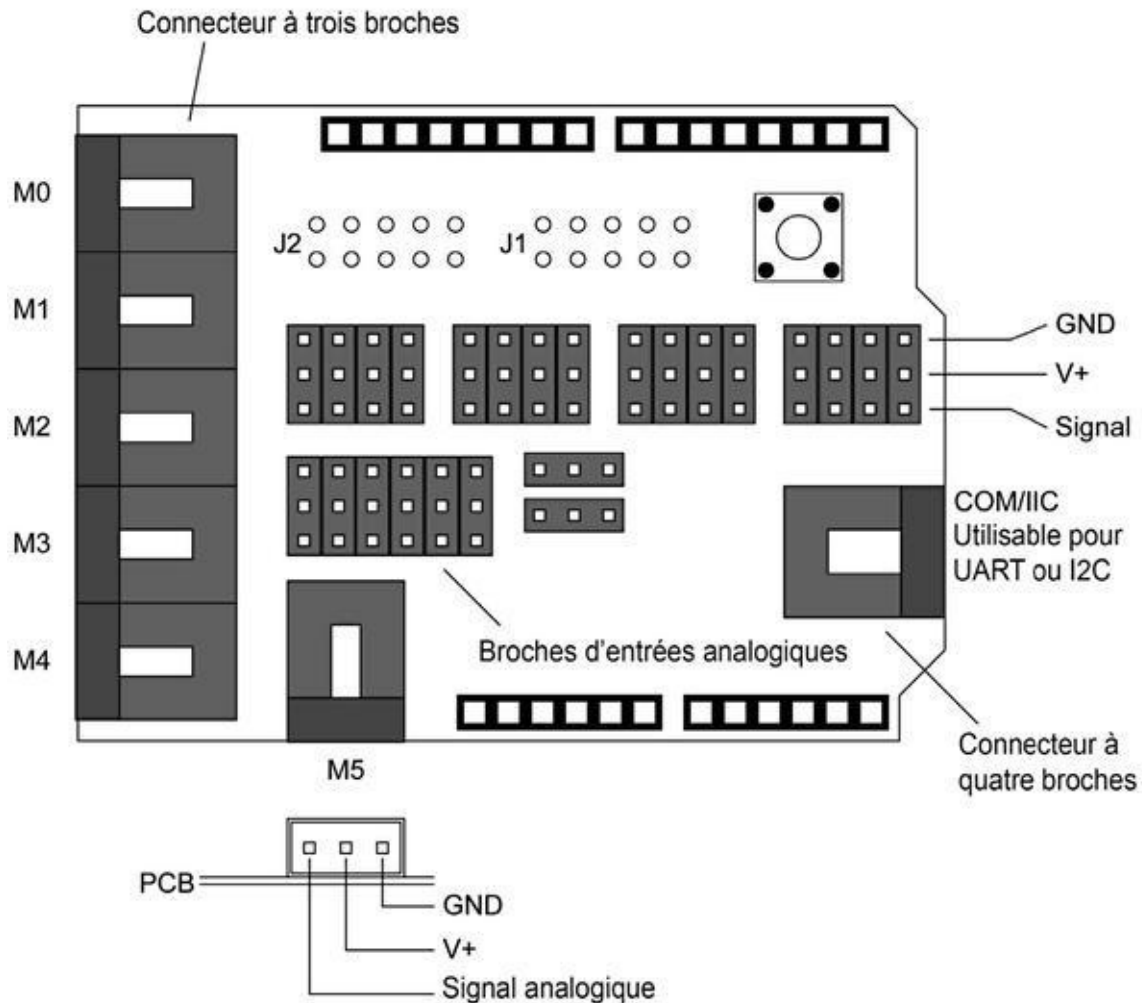 Connecteur à trois broches
M0
J2
J1
M1
GND
V+
M2
Signal
M3
COM/IIC
Utilisable pour
UART ou I2C
Broches d'entrées analogiques
M4
Connecteur à
quatre broches
M5
PCB
GND
V+
Signal analogique